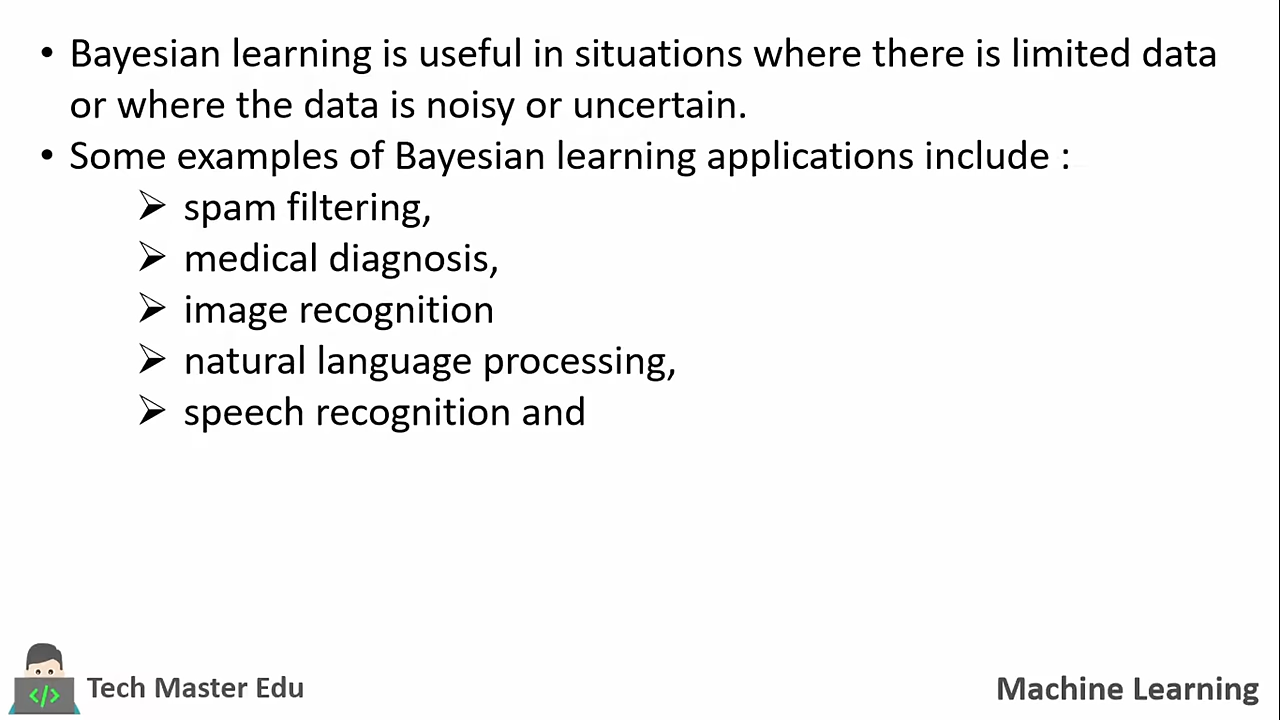 • Bayesian learning is useful in situations where there is limited data
or where the data is noisy or uncertain.
• Some examples of Bayesian learning applications include :
➢ spam filtering,
➢ medical diagnosis,
➢ image recognition
➢ natural language processing,
➢ speech recognition and
</>
Tech Master Edu
Machine Learning